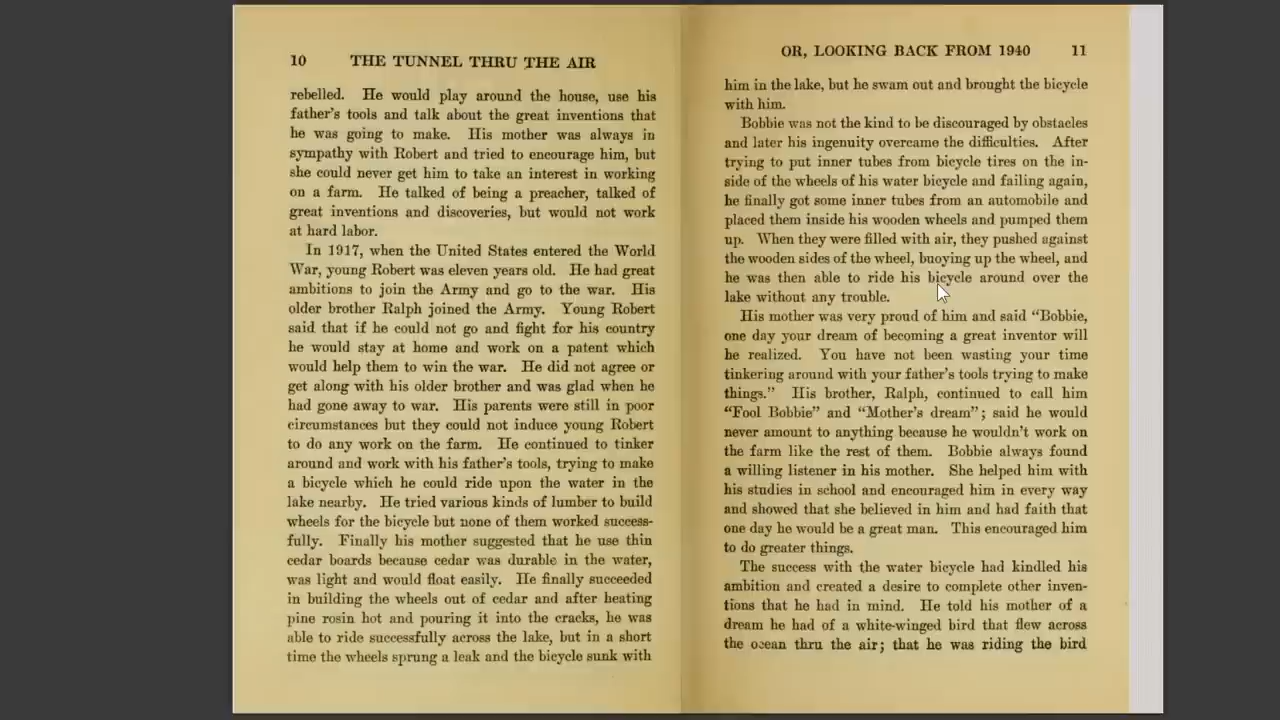 10 THE TUNNEL THRU THE AIR
rebelled. He would play around the house, use his
father's tools and talk about the great inventions that
he was going to make. His mother was always in
sympathy with Robert and tried to encourage him, but
she could never get him to take an interest in working
on a farm. He talked of being a preacher, talked of
great inventions and discoveries, but would not work
at hard labor.
In 1917, when the United States entered the World
War, young Robert was eleven years old. He had great
ambitions to join the Army and go to the war. His
older brother Ralph joined the Army. Young Robert
said that if he could not go and fight for his country
he would stay at home and work on a patent which
would help them to win the war. He did not agree or
get along with his older brother and was glad when he
had gone away to war. His parents were still in poor
circumstances but they could not induce young Robert
to do any work on the farm. He continued to tinker
around and work with his father's tools, trying to make
a bicycle which he could ride upon the water in the
lake nearby. He tried various kinds of lumber to build
wheels for the bicycle but none of them worked success-
fully. Finally his mother suggested that he use thin
cedar boards because cedar was durable in the water,
was light and would float easily. He finally succeeded
in building the wheels out of cedar and after heating
pine rosin hot and pouring it into the cracks, he was
able to ride successfully across the lake, but in a short
time the wheels sprung a leak and the bicycle sunk with
OR, LOOKING BACK FROM 1940 11
him in the lake, but he swam out and brought the bicycle
with him.
Bobbie was not the kind to be discouraged by obstacles
and later his ingenuity overcame the difficulties. After
trying to put inner tubes from bicycle tires on the in-
side of the wheels of his water bicycle and failing again,
he finally got some inner tubes from an automobile and
placed them inside his wooden wheels and pumped them
up. When they were filled with air, they pushed against
the wooden sides of the wheel, buoying up the wheel, and
he was then able to ride his bicycle around over the
lake without any trouble.
His mother was very proud of him and said "Bobbie,
one day your dream of becoming a great inventor will
he realized. You have not been wasting your time
tinkering around with your father's tools trying to make
things." His brother, Ralph, continued to call him
"Fool Bobbie" and "Mother's dream"; said he would
never amount to anything because he wouldn't work on
the farm like the rest of them. Bobbie always found
a willing listener in his mother. She helped him with
his studies in school and encouraged him in every way
and showed that she believed in him and had faith that
one day he would be a great man. This encouraged him
to do greater things.
The success with the water bicycle had kindled his
ambition and created a desire to complete other inven-
tions that he had in mind. He told his mother of a
dream he had of a white-winged bird that flew across
the ocean thru the air; that he was riding the bird